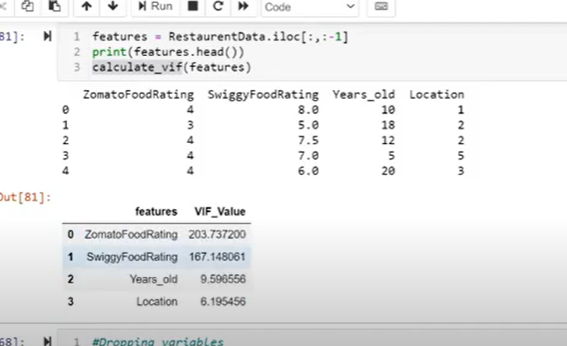 Run
Code
81]:
1 features = RestaurentData.iloc[:,:-1]
2 print(features.head())
3 calculate_vif(features)
ZomatoFoodRating SwiggyFoodRating Years_old Location
0 4 8.0 10 1
1 3 5.0 18 2
2 4 7.5 12 2
3 4 7.0 5 5
4 4 6.0 20 3
Out[81]:
features VIF_Value
0 ZomatoFoodRating 203.737200
1 SwiggyFoodRating 167.148061
2 Years_old 9.596556
3 Location 6.195456
68]:
1 #Dropping variables